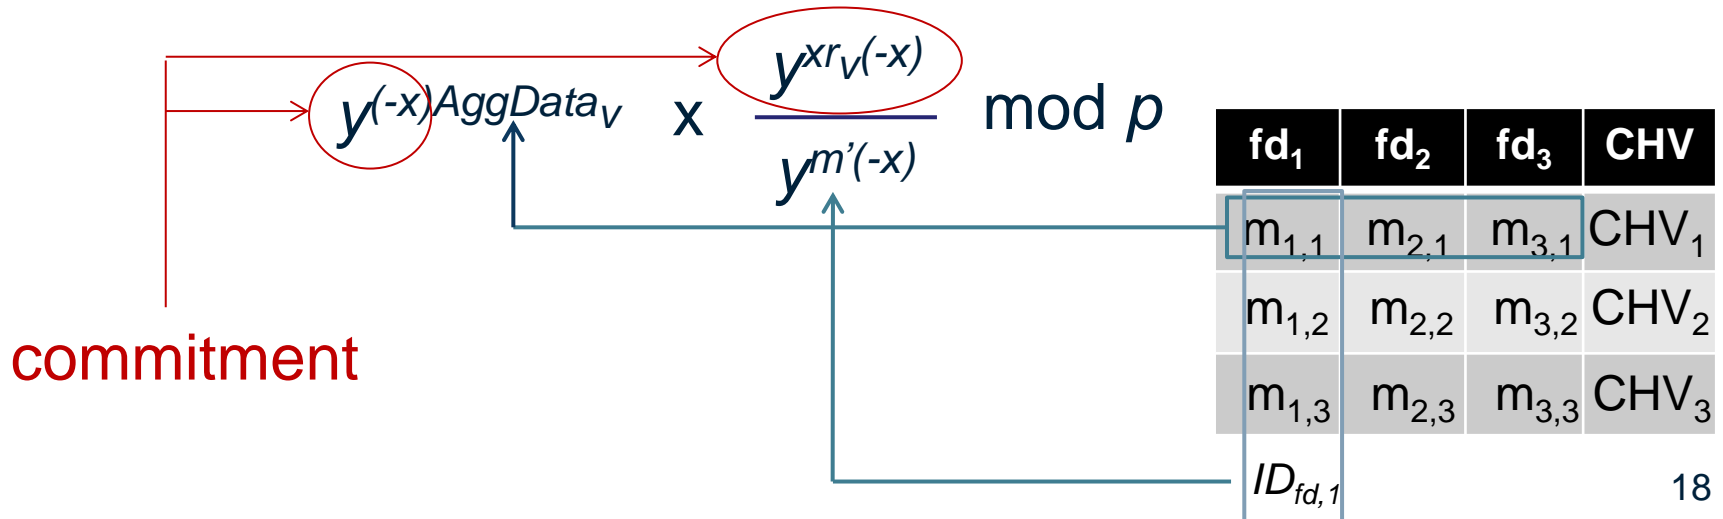 y^(-x)AggData_V x y^xr_V(-x) / y^m’(-x) mod p
commitment
fd₁ fd₂ fd₃ CHV
m₁,₁ m₂,₁ m₃,₁ CHV₁
m₁,₂ m₂,₂ m₃,₂ CHV₂
m₁,₃ m₂,₃ m₃,₃ CHV₃
ID_fd,1
18